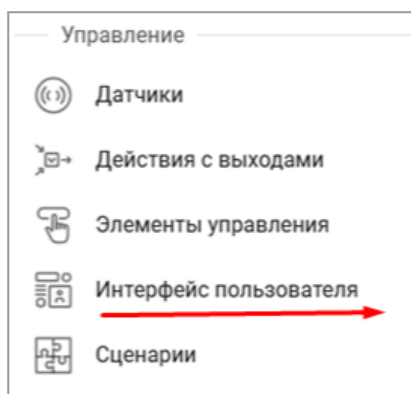 Управление
Датчики
Действия с выходами
Элементы управления
Интерфейс пользователя
Сценарии